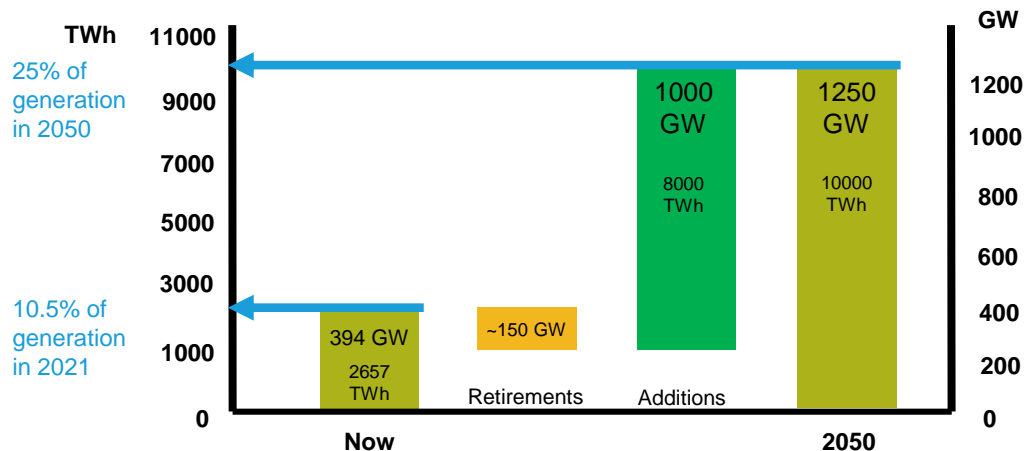 TWh
GW
11000
25% of
generation
in 2050
9000
7000
5000
3000
10.5% of
generation
in 2021
1000
0
394 GW
2657
TWh
~150 GW
Retirements
1000
GW
8000
TWh
Additions
1250
GW
10000
TWh
1200
1000
800
600
400
200
0
Now
2050